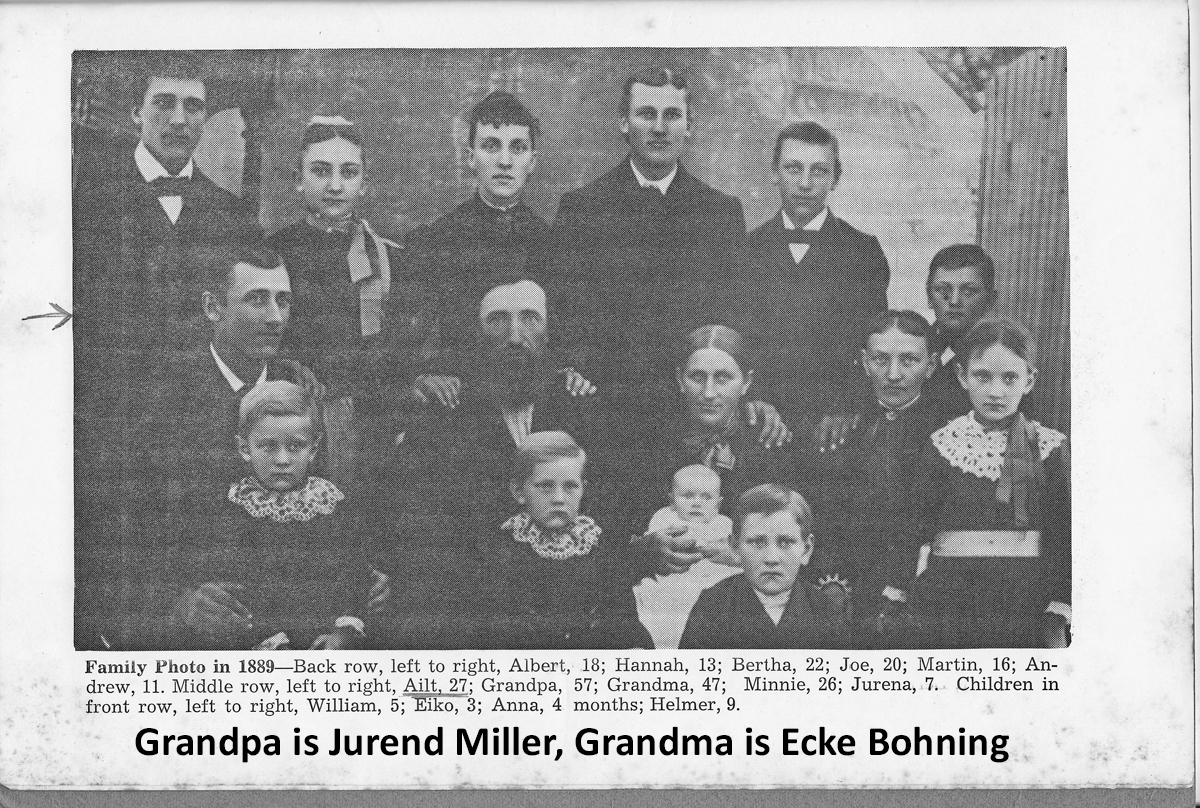 Family Photo in 1889—Back row, left to right, Albert, 18; Hannah, 13; Bertha, 22; Joe, 20; Martin, 16; An-
drew, 11. Middle row, left to right, Ailt, 27; Grandpa, 57; Grandma, 47; Minnie, 26; Jurena, 7. Children in
front row, left to right, William, 5; Eiko, 3; Anna, 4 months; Helmer, 9.
Grandpa is Jurend Miller, Grandma is Ecke Bohning